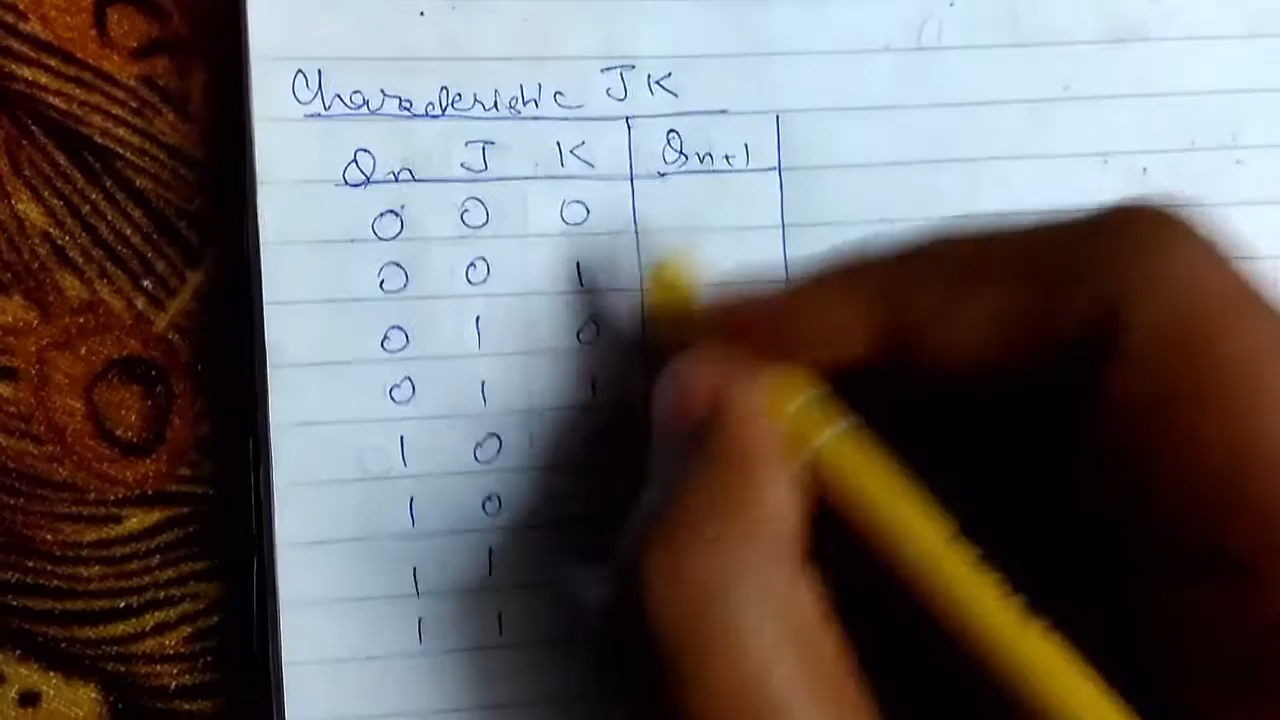 Characteristic JK
Qn J K Qn+1
0 0 0
0 0 1
0 1 0
0 1 1
1 0
1 0
1 1
1 1